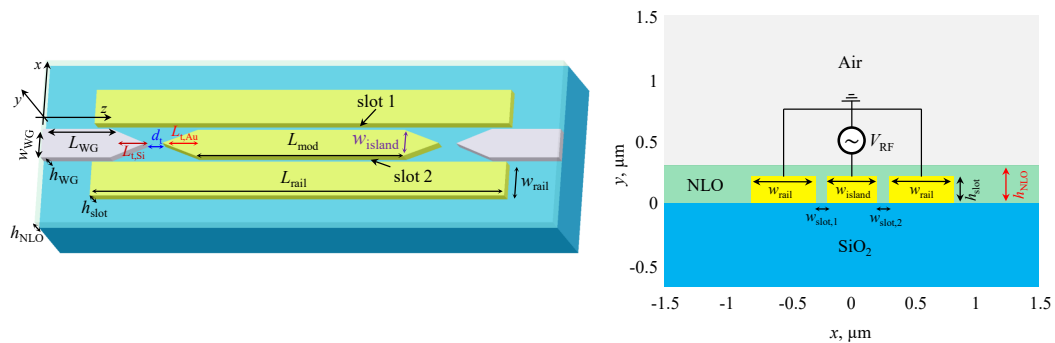 x
y
z
slot 1
w_WG
L_WG
d_t
L_t,Au
L_mod
w_island
L_t,Si
slot 2
h_WG
L_rail
w_rail
h_slot
h_NLO
1.5
1
0.5
0
-0.5
y, μm
Air
V_RF
~
NLO
w_rail
w_island
w_rail
h_slot
h_NLO
w_slot,1
w_slot,2
SiO₂
-1.5
-1
-0.5
0
0.5
1
1.5
x, μm